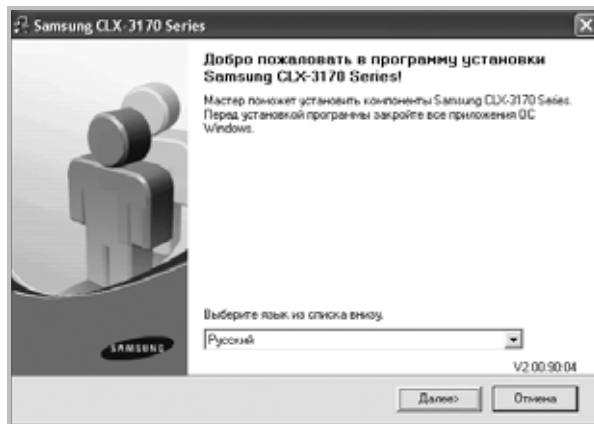 Samsung CLX-3170 Series
Добро пожаловать в программу установки
Samsung CLX-3170 Series!
Мастер поможет установить компоненты Samsung CLX-3170 Series.
Перед установкой программы закройте все приложения ОС
Windows.
Выберите язык из списка внизу.
Русский
SAMSUNG
V2.00.90:04
Далее>
Отмена